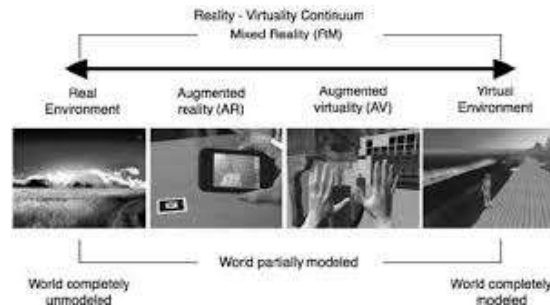 Reality - Virtuality Continuum
Mixed Reality (RM)
Real
Environment
Augmented
reality (AR)
Augmented
virtuality (AV)
Virtual
Environment
World partially modeled
World completely
unmodeled
World completely
modeled